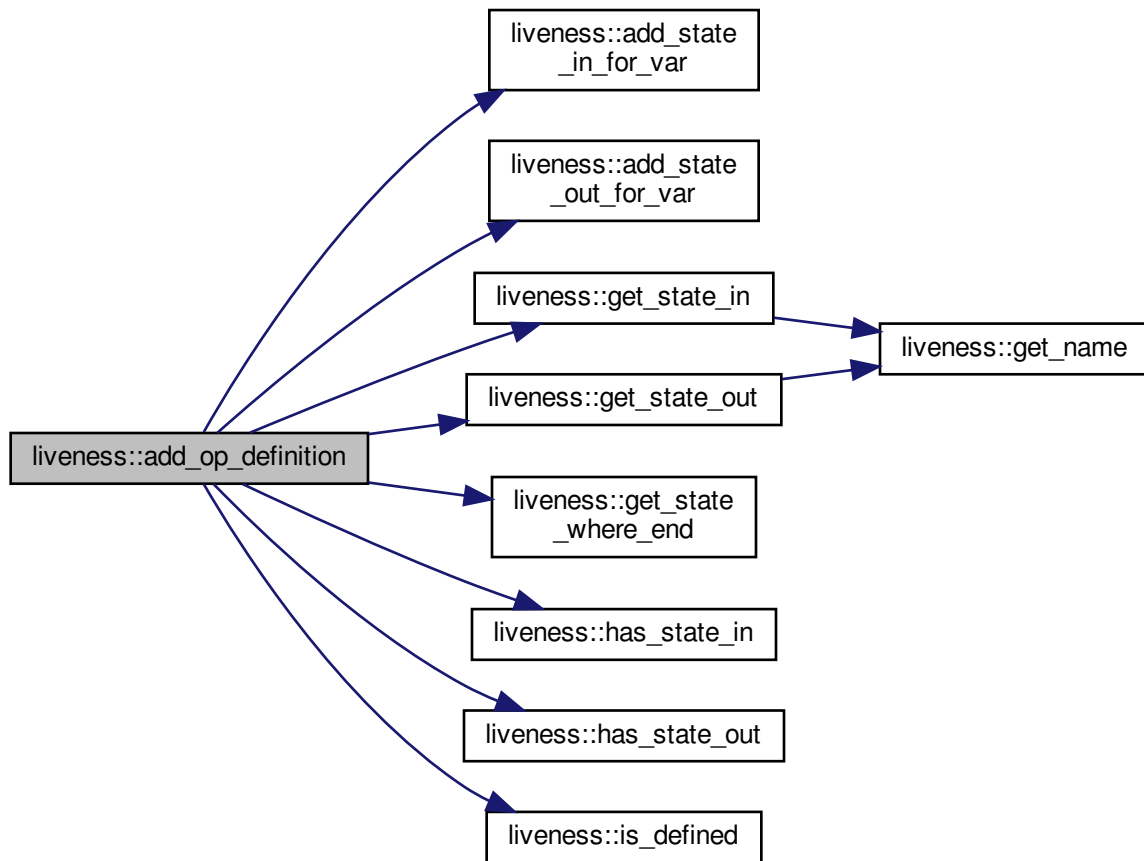 liveness::add_state
_in_for_var
liveness::add_state
_out_for_var
liveness::get_state_in
liveness::get_name
liveness::get_state_out
liveness::add_op_definition
liveness::get_state
_where_end
liveness::has_state_in
liveness::has_state_out
liveness::is_defined